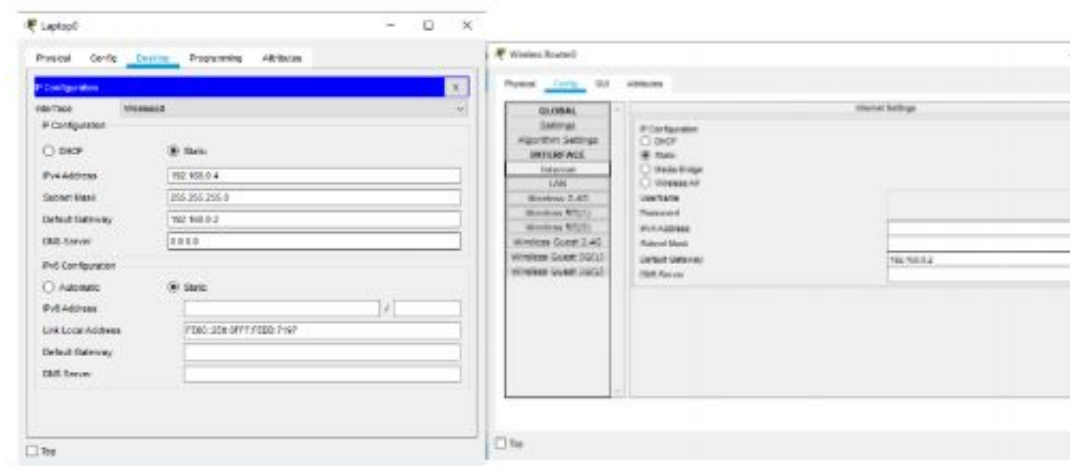 Laptop0
Physical Config Desktop Programming Attributes
IP Configuration X
Interface Wireless0
IP Configuration
DHCP Static
IPv4 Address 192.168.0.4
Subnet Mask 255.255.255.0
Default Gateway 192.168.0.2
DNS Server 0.0.0.0
IPv6 Configuration
Automatic Static
IPv6 Address /
Link Local Address
Default Gateway
DNS Server
Top
Wireless Router0
Physical Config GUI Attributes
GLOBAL
Settings
Algorithm Settings
INTERFACE
Internet
LAN
Wireless 2.4G
Wireless 5G(1)
Wireless 5G(2)
Wireless Guest 2.4G
Wireless Guest 5G(1)
Wireless Guest 5G(2)
Internet Settings
IP Configuration
DHCP
Static
Media Bridge
Wireless AP
UserName
Password
IPv4 Address
Subnet Mask
Default Gateway 192.168.0.2
DNS Server
Top